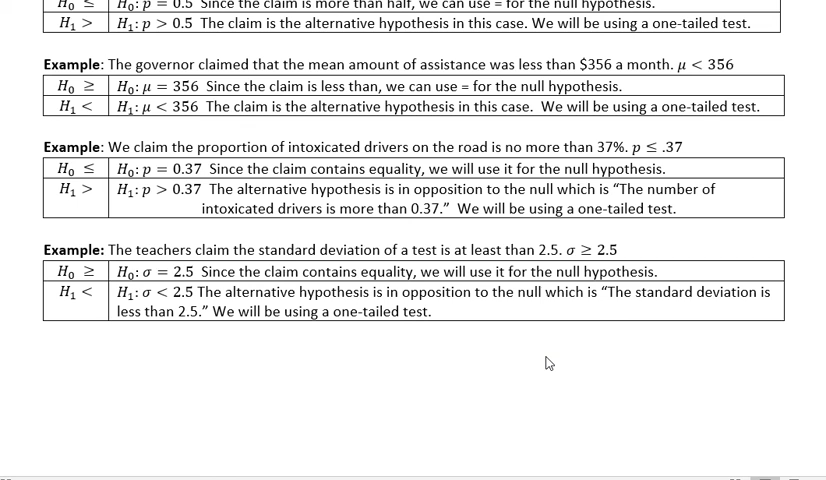 H₀ ≤ H₀: p = 0.5 Since the claim is more than half, we can use = for the null hypothesis.
H₁ > H₁: p > 0.5 The claim is the alternative hypothesis in this case. We will be using a one-tailed test.
Example: The governor claimed that the mean amount of assistance was less than $356 a month. μ < 356
H₀ ≥ H₀: μ = 356 Since the claim is less than, we can use = for the null hypothesis.
H₁ < H₁: μ < 356 The claim is the alternative hypothesis in this case. We will be using a one-tailed test.
Example: We claim the proportion of intoxicated drivers on the road is no more than 37%. p ≤ .37
H₀ ≤ H₀: p = 0.37 Since the claim contains equality, we will use it for the null hypothesis.
H₁ > H₁: p > 0.37 The alternative hypothesis is in opposition to the null which is “The number of
intoxicated drivers is more than 0.37.” We will be using a one-tailed test.
Example: The teachers claim the standard deviation of a test is at least than 2.5. σ ≥ 2.5
H₀ ≥ H₀: σ = 2.5 Since the claim contains equality, we will use it for the null hypothesis.
H₁ < H₁: σ < 2.5 The alternative hypothesis is in opposition to the null which is “The standard deviation is
less than 2.5.” We will be using a one-tailed test.